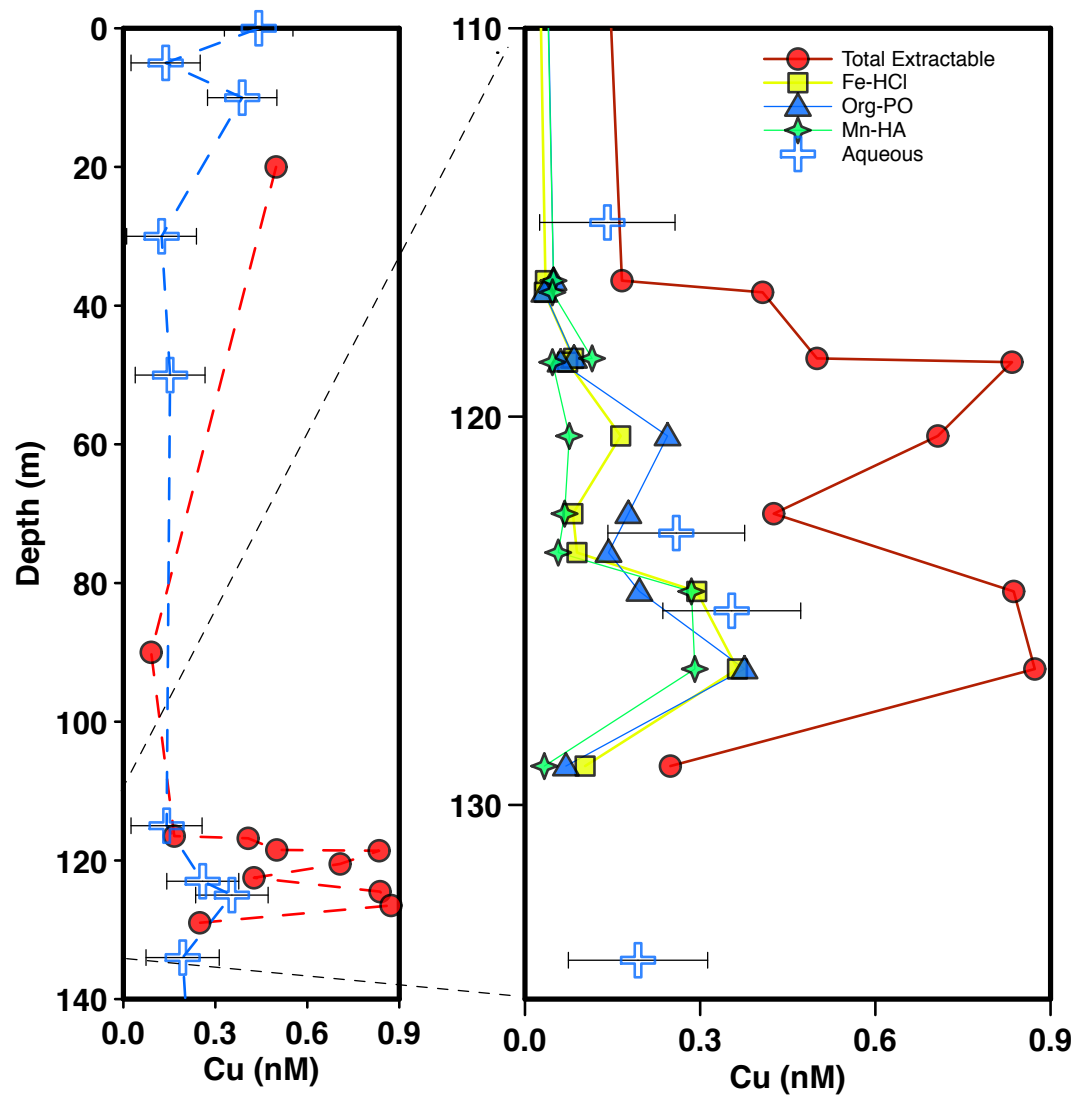 0
20
40
60
80
100
120
140
Depth (m)
0.0 0.3 0.6 0.9
Cu (nM)
110
120
130
Total Extractable
Fe-HCl
Org-PO
Mn-HA
Aqueous
0.0 0.3 0.6 0.9
Cu (nM)